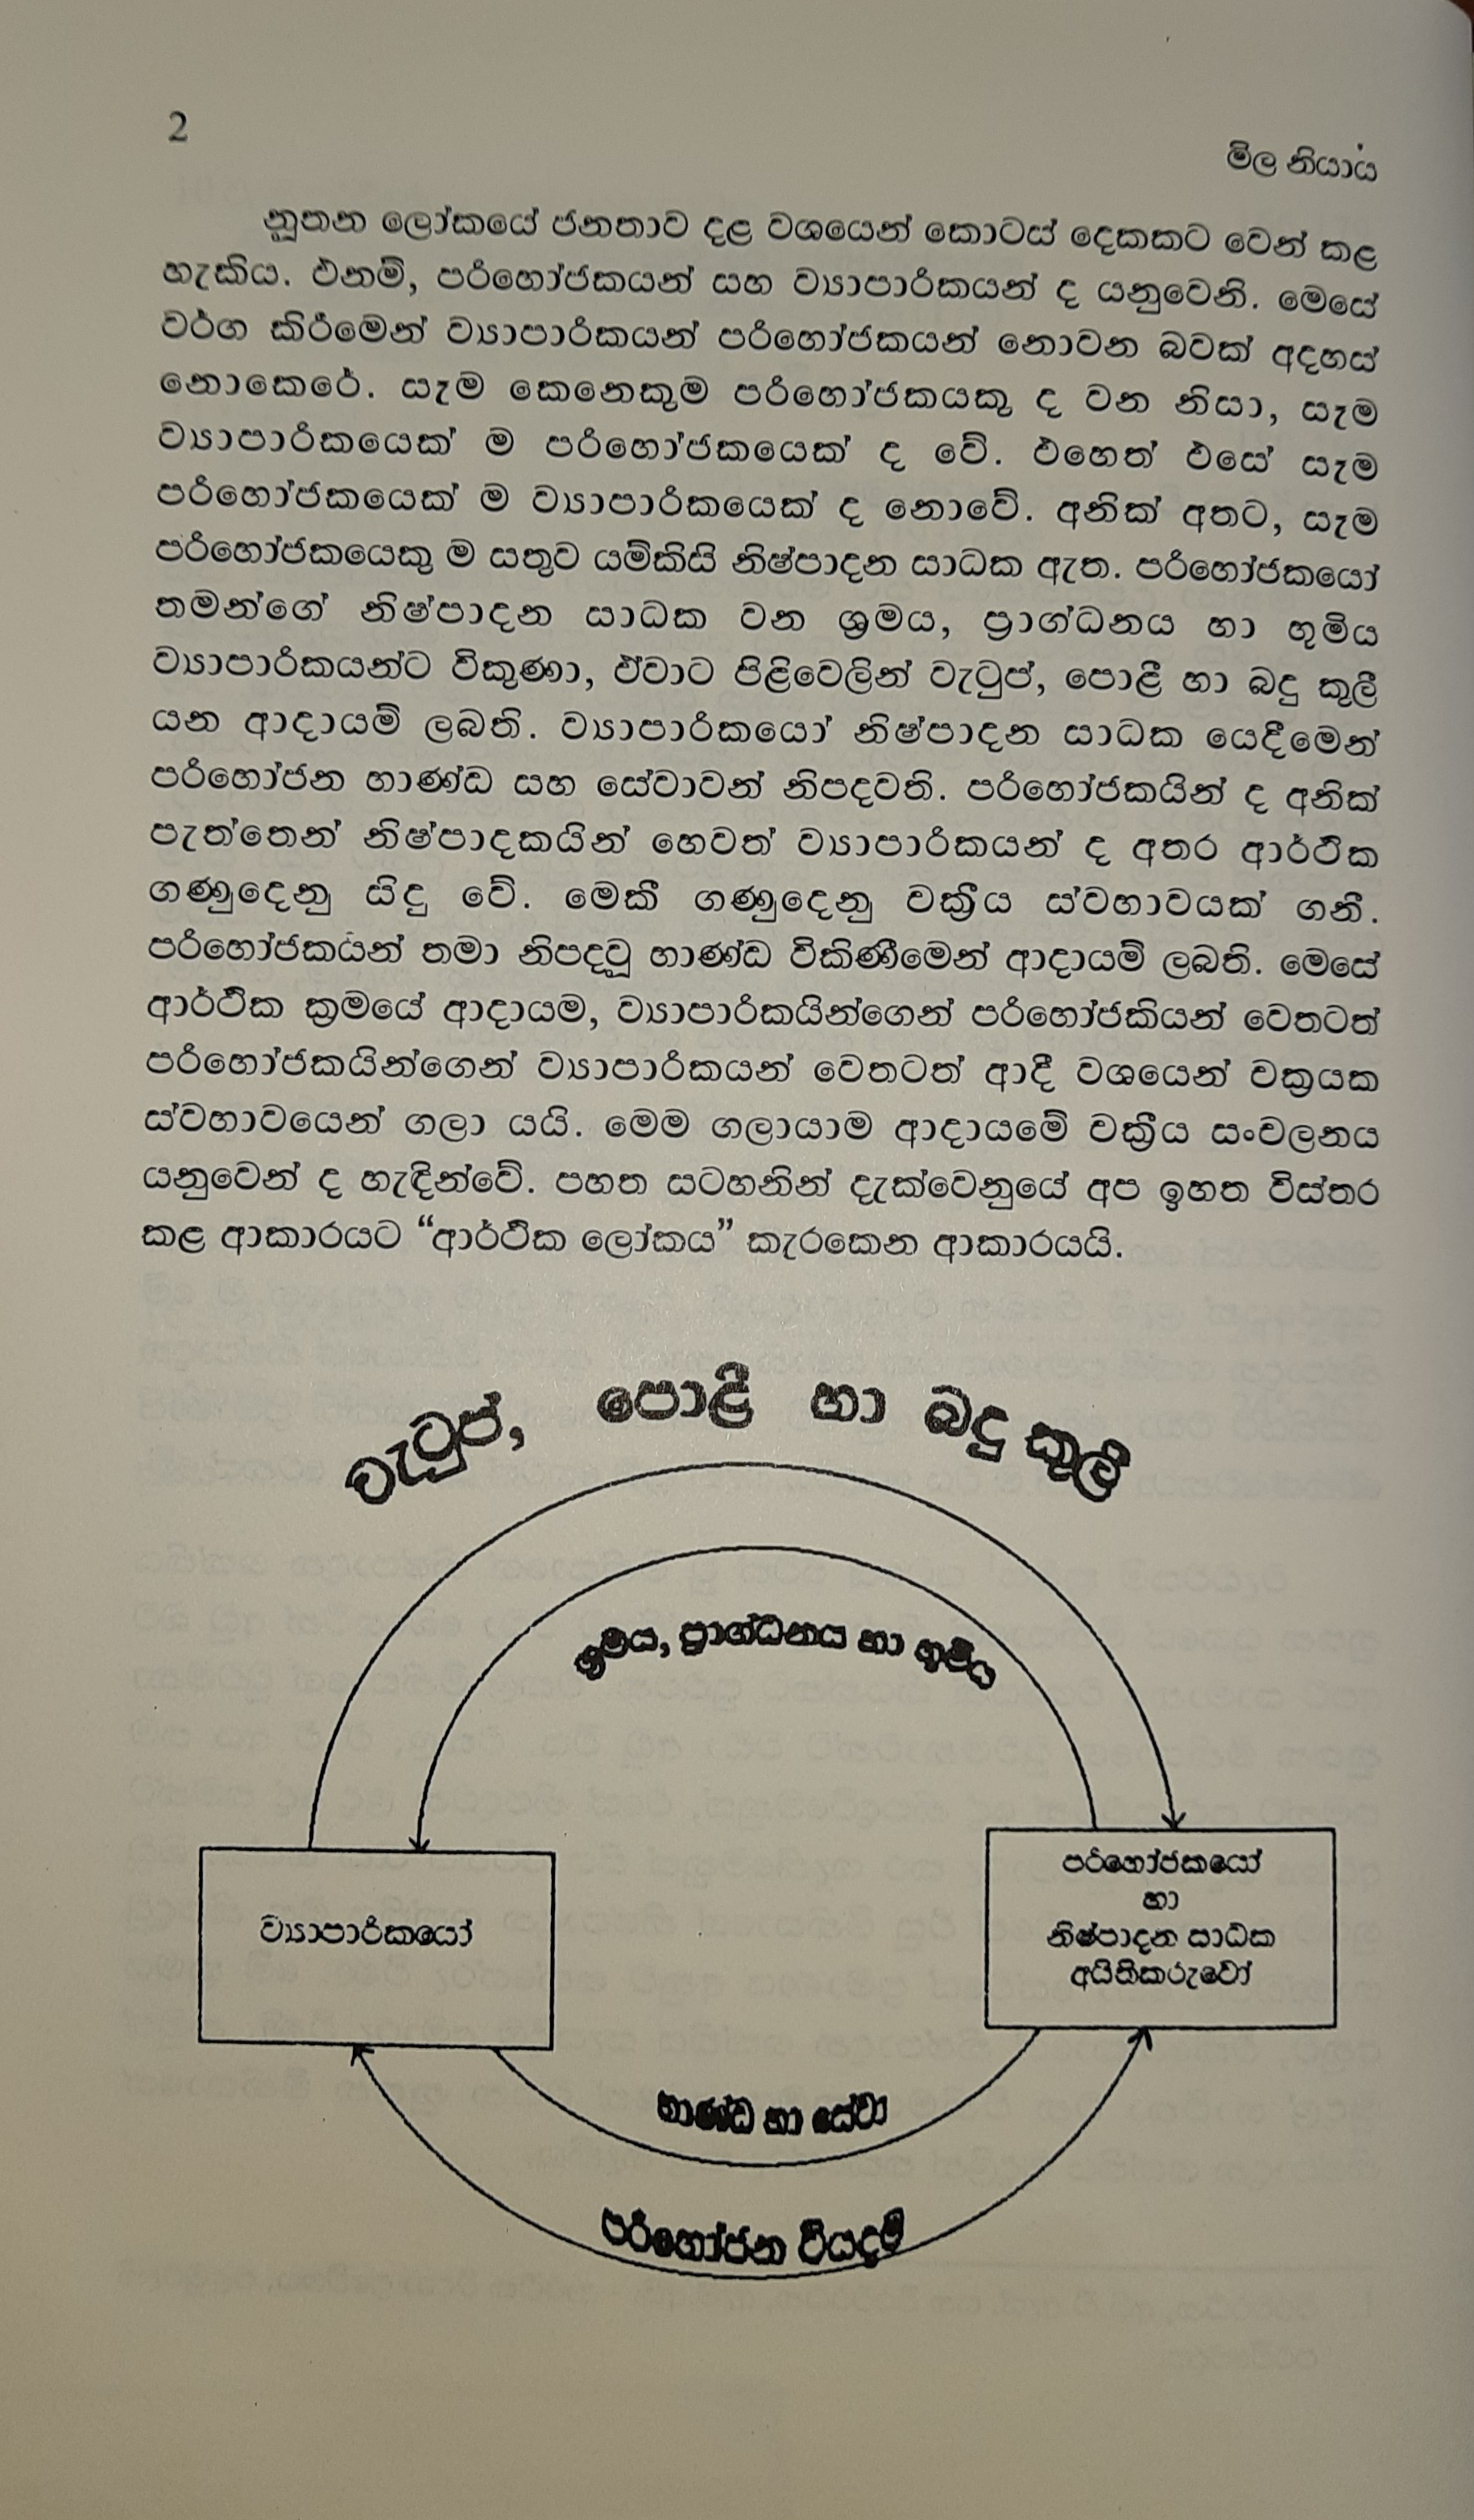 2
මිල න්‍යාය
නූතන ලෝකයේ ජනතාව දළ වශයෙන් කොටස් දෙකකට වෙන් කළ
හැකිය. එනම්, පරිභෝජකයන් සහ ව්‍යාපාරිකයන් ද යනුවෙනි. මෙසේ
වර්ග කිරීමෙන් ව්‍යාපාරිකයන් පරිභෝජකයන් නොවන බවක් අදහස්
නොකෙරේ. සෑම කෙනෙකුම පරිභෝජකයකු ද වන නිසා, සෑම
ව්‍යාපාරිකයෙක් ම පරිභෝජකයෙක් ද වේ. එහෙත් එසේ සෑම
පරිභෝජකයෙක් ම ව්‍යාපාරිකයෙක් ද නොවේ. අනික් අතට, සෑම
පරිභෝජකයෙකු ම සතුව යම්කිසි නිෂ්පාදන සාධක ඇත. පරිභෝජකයෝ
තමන්ගේ නිෂ්පාදන සාධක වන ශ්‍රමය, ප්‍රාග්ධනය හා භූමිය
ව්‍යාපාරිකයන්ට විකුණා, ඒවාට පිළිවෙලින් වැටුප්, පොළී හා බදු කුලී
යන ආදායම් ලබති. ව්‍යාපාරිකයෝ නිෂ්පාදන සාධක යෙදීමෙන්
පරිභෝජන භාණ්ඩ සහ සේවාවන් නිපදවති. පරිභෝජකයින් ද අනික්
පැත්තෙන් නිෂ්පාදකයින් හෙවත් ව්‍යාපාරිකයන් ද අතර ආර්ථික
ගණුදෙනු සිදු වේ. මෙකී ගණුදෙනු චක්‍රීය ස්වභාවයක් ගනී.
පරිභෝජකයන් තමා නිපදවූ භාණ්ඩ විකිණීමෙන් ආදායම් ලබති. මෙසේ
ආර්ථික ක්‍රමයේ ආදායම, ව්‍යාපාරිකයින්ගෙන් පරිභෝජකියන් වෙතටත්
පරිභෝජකයින්ගෙන් ව්‍යාපාරිකයන් වෙතටත් ආදී වශයෙන් චක්‍රයක
ස්වභාවයෙන් ගලා යයි. මෙම ගලායාම ආදායමේ චක්‍රීය සංචලනය
යනුවෙන් ද හැඳින්වේ. පහත සටහනින් දැක්වෙනුයේ අප ඉහත විස්තර
කළ ආකාරයට “ආර්ථික ලෝකය” කැරකෙන ආකාරයයි.
වැටුප්, පොළී හා බදු කුලී
ශ්‍රමය, ප්‍රාග්ධනය හා භූමිය
ව්‍යාපාරිකයෝ
පරිභෝජකයෝ
හා
නිෂ්පාදන සාධක
අයිතිකරුවෝ
භාණ්ඩ හා සේවා
පරිභෝජන වියදම්